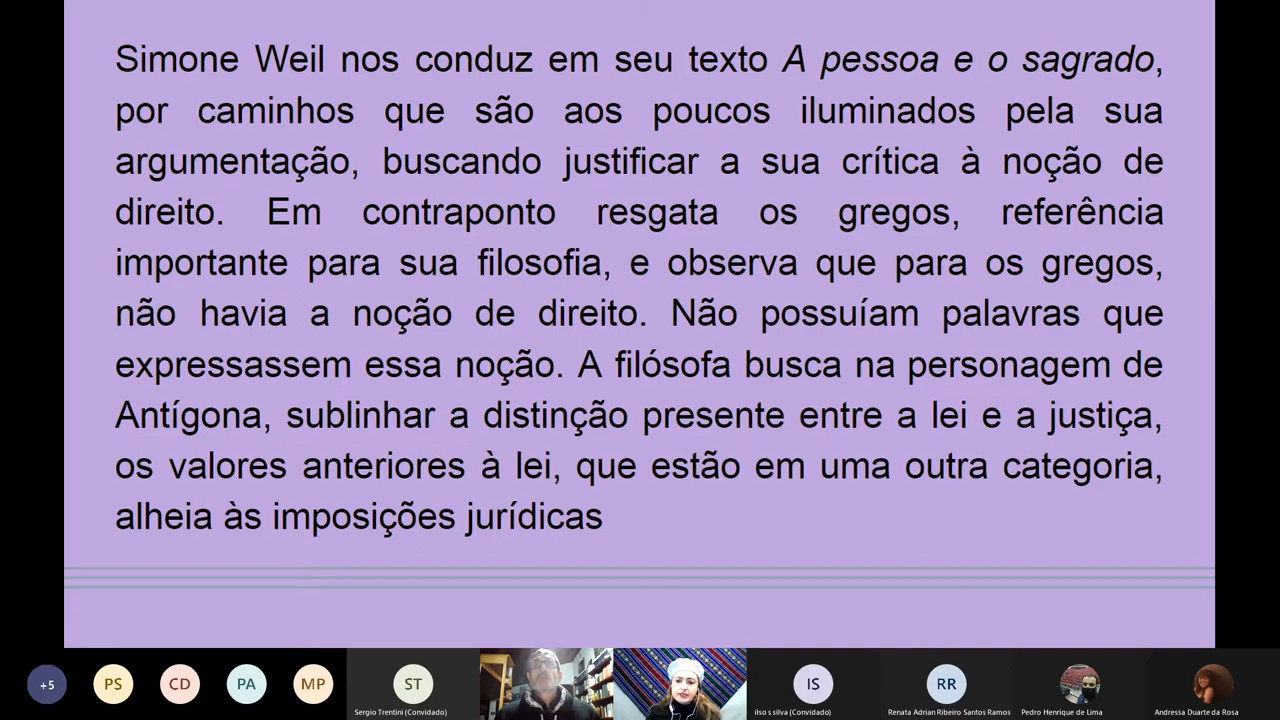 Simone Weil nos conduz em seu texto A pessoa e o sagrado,
por caminhos que são aos poucos iluminados pela sua
argumentação, buscando justificar a sua crítica à noção de
direito. Em contraponto resgata os gregos, referência
importante para sua filosofia, e observa que para os gregos,
não havia a noção de direito. Não possuíam palavras que
expressassem essa noção. A filósofa busca na personagem de
Antígona, sublinhar a distinção presente entre a lei e a justiça,
os valores anteriores à lei, que estão em uma outra categoria,
alheia às imposições jurídicas
+5 PS CD PA MP ST IS RR
Sergio Trentini (Convidado) ilso s silva (Convidado) Renata Adrian Ribeiro Santos Ramos Pedro Henrique de Lima Andressa Duarte da Rosa